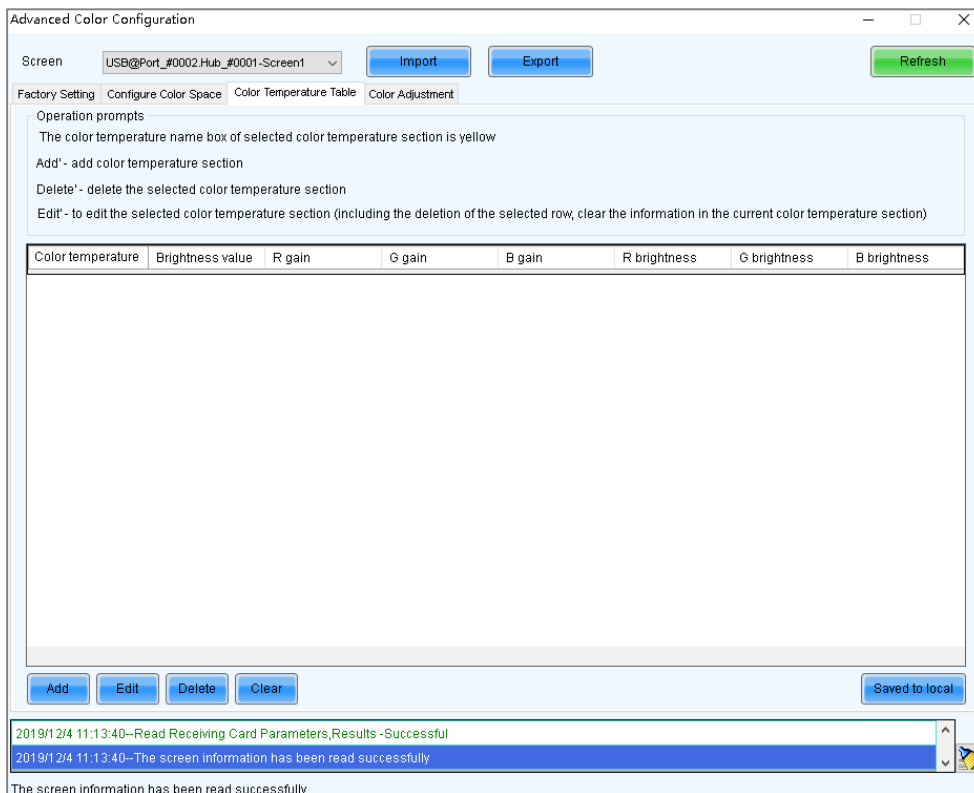 Advanced Color Configuration
Screen USB@Port_#0002.Hub_#0001-Screen1 Import Export Refresh
Factory Setting Configure Color Space Color Temperature Table Color Adjustment
Operation prompts
The color temperature name box of selected color temperature section is yellow
Add'- add color temperature section
Delete'- delete the selected color temperature section
Edit'- to edit the selected color temperature section (including the deletion of the selected row, clear the information in the current color temperature section)
Color temperature Brightness value R gain G gain B gain R brightness G brightness B brightness
Add Edit Delete Clear Saved to local
2019/12/4 11:13:40--Read Receiving Card Parameters,Results -Successful
2019/12/4 11:13:40--The screen information has been read successfully
The screen information has been read successfully